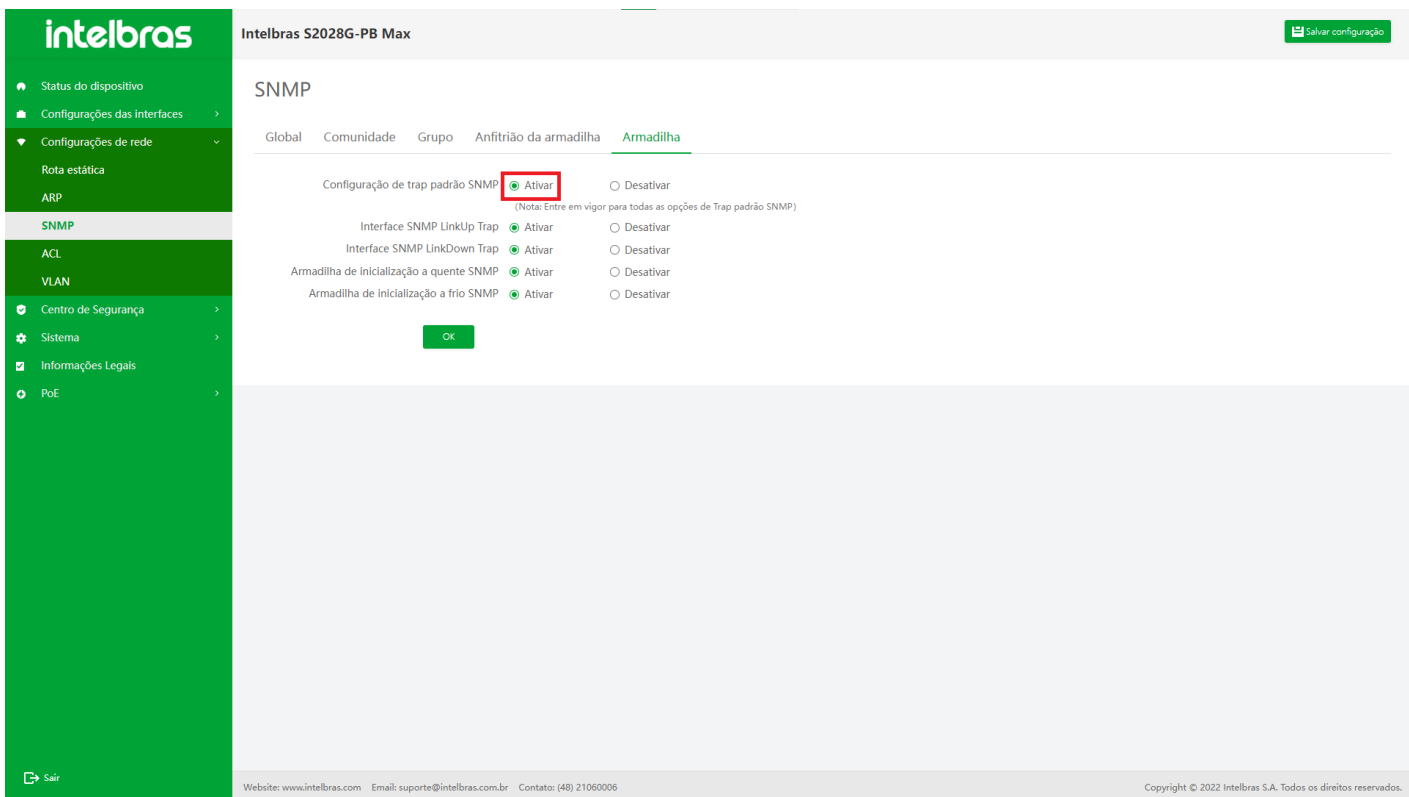 intelbras
Intelbras S2028G-PB Max
Salvar configuração
Status do dispositivo
Configurações das interfaces
Configurações de rede
Rota estática
ARP
SNMP
ACL
VLAN
Centro de Segurança
Sistema
Informações Legais
PoE
Sair
SNMP
Global Comunidade Grupo Anfitrião da armadilha Armadilha
Configuração de trap padrão SNMP Ativar Desativar
(Nota: Entre em vigor para todas as opções de Trap padrão SNMP)
Interface SNMP LinkUp Trap Ativar Desativar
Interface SNMP LinkDown Trap Ativar Desativar
Armadilha de inicialização a quente SNMP Ativar Desativar
Armadilha de inicialização a frio SNMP Ativar Desativar
OK
Website: www.intelbras.com Email: suporte@intelbras.com.br Contato: (48) 21060006
Copyright © 2022 Intelbras S.A. Todos os direitos reservados.